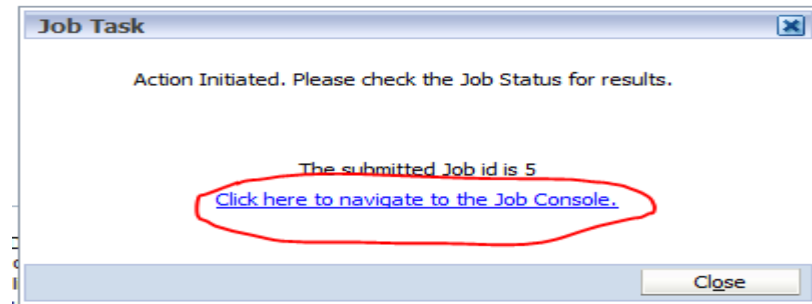 Job Task
Action Initiated. Please check the Job Status for results.
The submitted Job id is 5
Click here to navigate to the Job Console.
Close